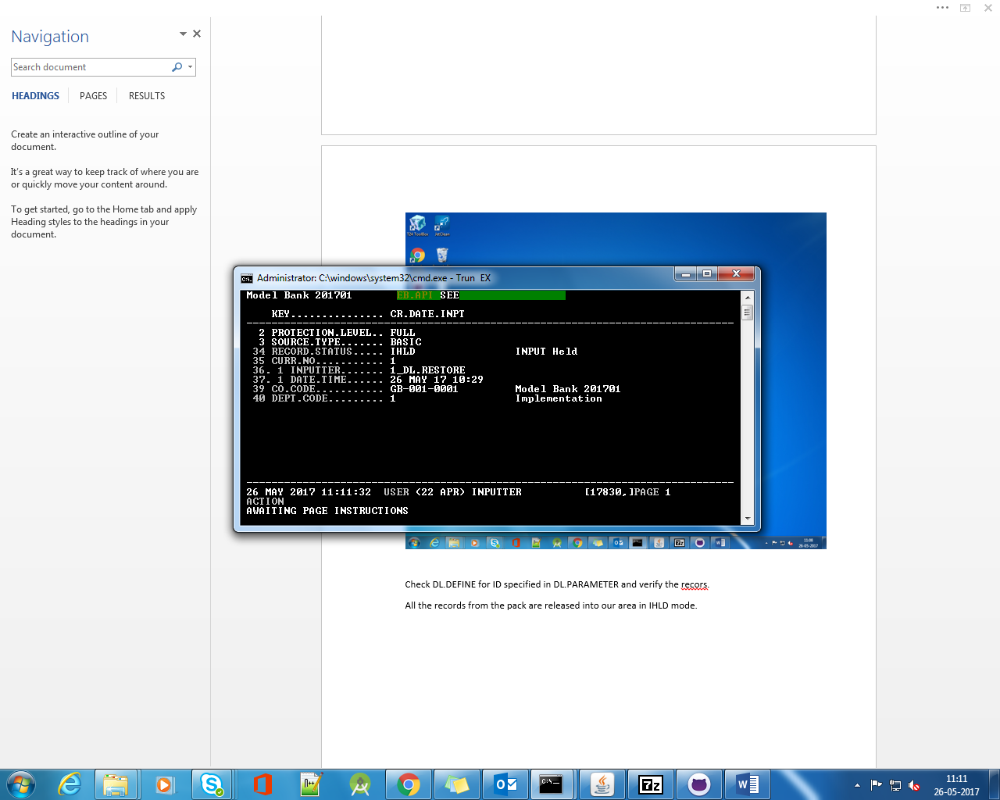 Navigation
Search document
HEADINGS PAGES RESULTS
Create an interactive outline of your
document.
It's a great way to keep track of where you are
or quickly move your content around.
To get started, go to the Home tab and apply
Heading styles to the headings in your
document.
T24 ToolBox JetClean
Administrator: C:\windows\system32\cmd.exe - Trun EX
Model Bank 201701 EB.API SEE
KEY............... CR.DATE.INPT
2 PROTECTION.LEVEL.. FULL
3 SOURCE.TYPE....... BASIC
34 RECORD.STATUS..... IHLD INPUT Held
35 CURR.NO........... 1
36. 1 INPUTTER....... 1_DL.RESTORE
37. 1 DATE.TIME...... 26 MAY 17 10:29
39 CO.CODE........... GB-001-0001 Model Bank 201701
40 DEPT.CODE......... 1 Implementation
26 MAY 2017 11:11:32 USER (22 APR) INPUTTER [17830,]PAGE 1
ACTION
AWAITING PAGE INSTRUCTIONS
11:08
26-05-2017
Check DL.DEFINE for ID specified in DL.PARAMETER and verify the recors.
All the records from the pack are released into our area in IHLD mode.
11:11
26-05-2017